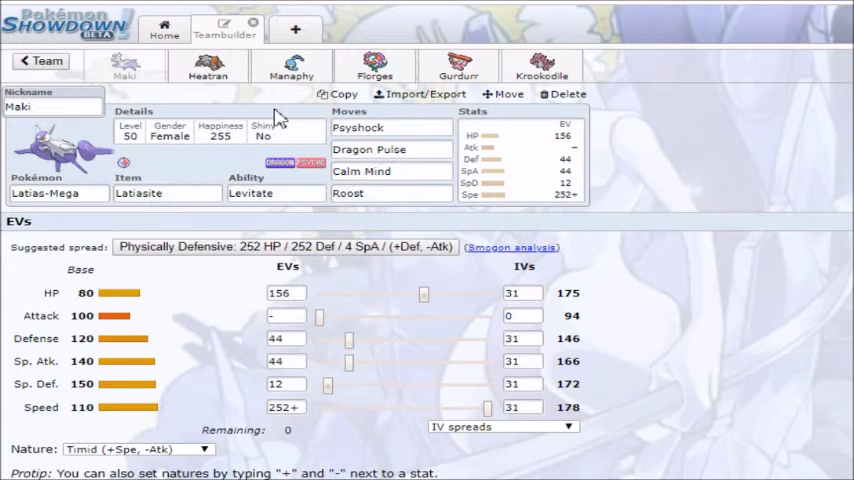 Pokémon
SHOWDOWN!
BETA
Home
Teambuilder
+
< Team
Maki
Heatran
Manaphy
Florges
Gurdurr
Krookodile
Copy
Import/Export
Move
Delete
Nickname
Maki
Details
Level
Gender
Happiness
Shiny
50
Female
255
No
DRAGON
PSYCHC
Pokémon
Item
Ability
Latias-Mega
Latiasite
Levitate
Moves
Psyshock
Dragon Pulse
Calm Mind
Roost
Stats
EV
HP 156
Atk -
Def 44
SpA 44
SpD 12
Spe 252+
EVs
Suggested spread: Physically Defensive: 252 HP / 252 Def / 4 SpA / (+Def, -Atk) (Smogon analysis)
Base EVs IVs
HP 80 156 31 175
Attack 100 - 0 94
Defense 120 44 31 146
Sp. Atk. 140 44 31 166
Sp. Def. 150 12 31 172
Speed 110 252+ 31 178
Remaining: 0
IV spreads
Nature: Timid (+Spe, -Atk)
Protip: You can also set natures by typing "+" and "-" next to a stat.